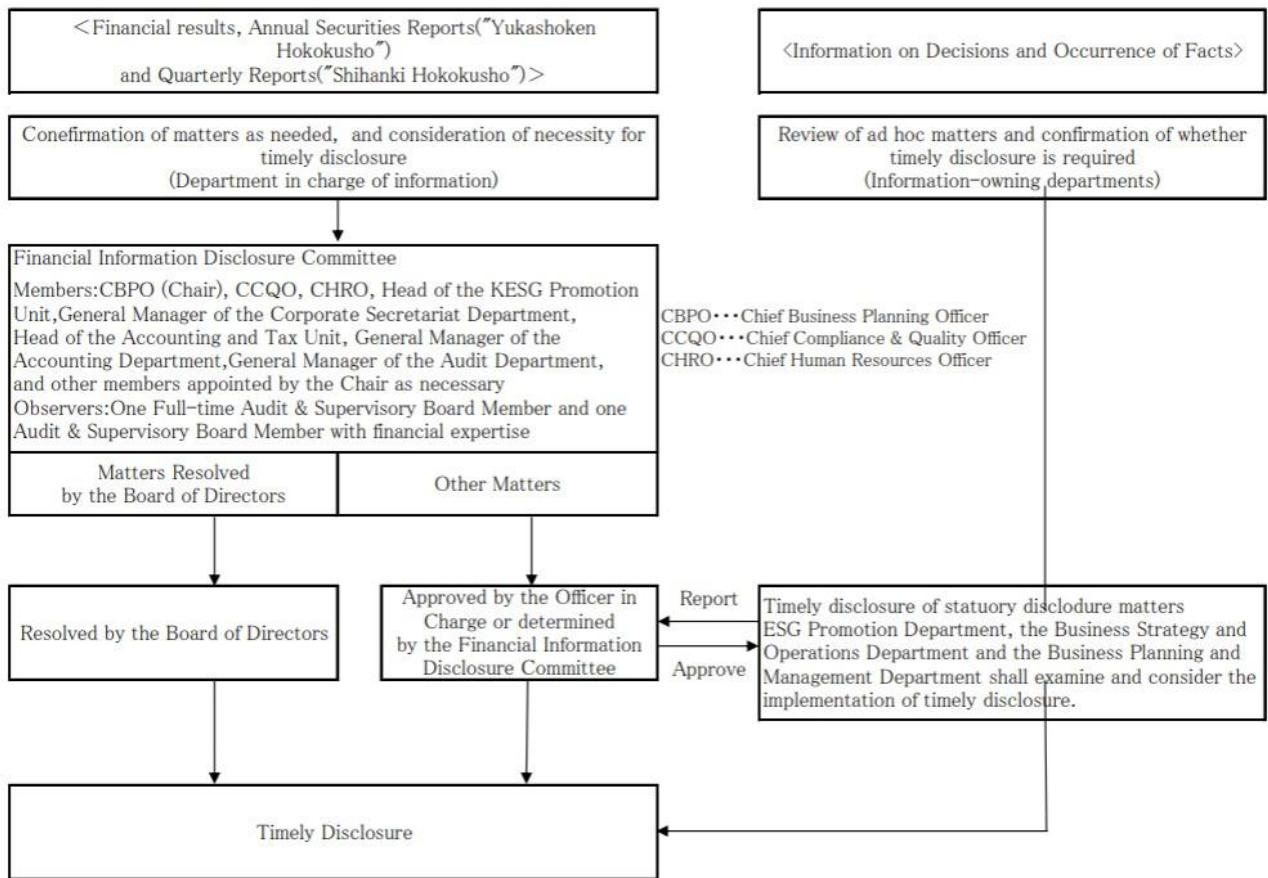 <Financial results, Annual Securities Reports("Yukashoken
Hokokusho")
and Quarterly Reports("Shihanki Hokokusho")>
<Information on Decisions and Occurrence of Facts>
Conefirmation of matters as needed, and consideration of necessity for
timely disclosure
(Department in charge of information)
Review of ad hoc matters and confirmation of whether
timely disclosure is required
(Information-owning departments)
Financial Information Disclosure Committee
Members:CBPO (Chair), CCQO, CHRO, Head of the KESG Promotion
Unit,General Manager of the Corporate Secretariat Department,
Head of the Accounting and Tax Unit, General Manager of the
Accounting Department,General Manager of the Audit Department,
and other members appointed by the Chair as necessary
Observers:One Full-time Audit & Supervisory Board Member and one
Audit & Supervisory Board Member with financial expertise
CBPO···Chief Business Planning Officer
CCQO···Chief Compliance & Quality Officer
CHRO···Chief Human Resources Officer
Matters Resolved
by the Board of Directors
Other Matters
Resolved by the Board of Directors
Approved by the Officer in
Charge or determined
by the Financial Information
Disclosure Committee
Report
Approve
Timely disclosure of statuory disclodure matters
ESG Promotion Department, the Business Strategy and
Operations Department and the Business Planning and
Management Department shall examine and consider the
implementation of timely disclosure.
Timely Disclosure